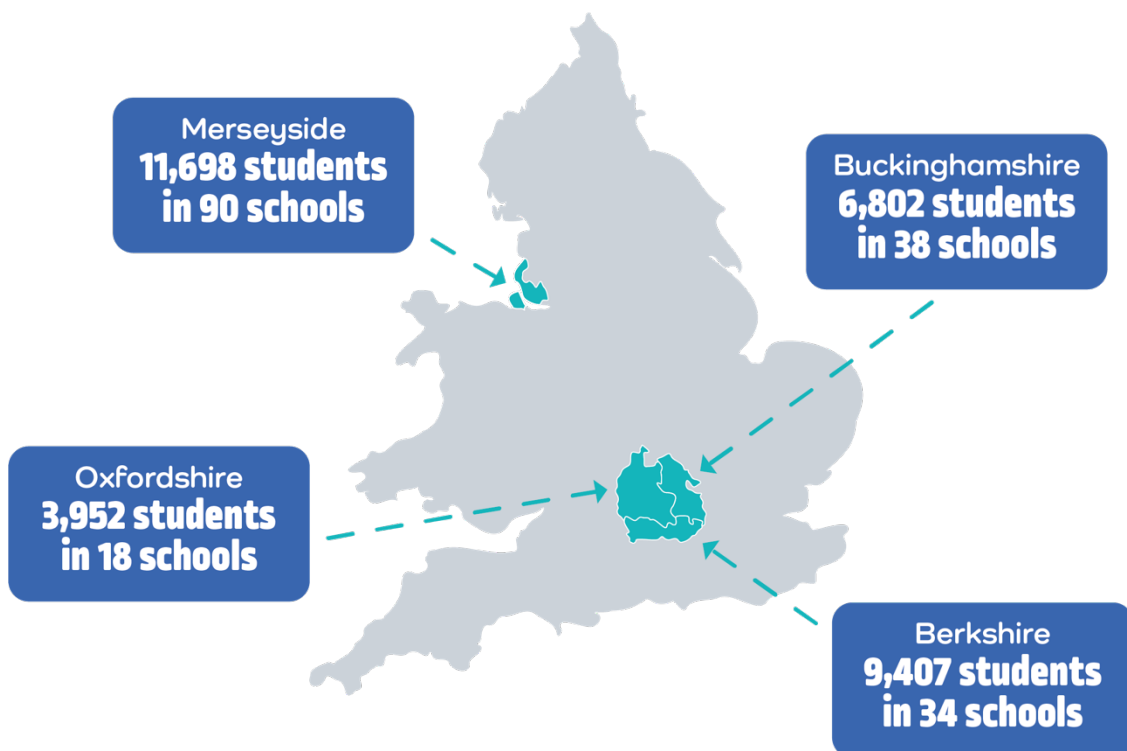 Merseyside
11,698 students
in 90 schools
Buckinghamshire
6,802 students
in 38 schools
Oxfordshire
3,952 students
in 18 schools
Berkshire
9,407 students
in 34 schools